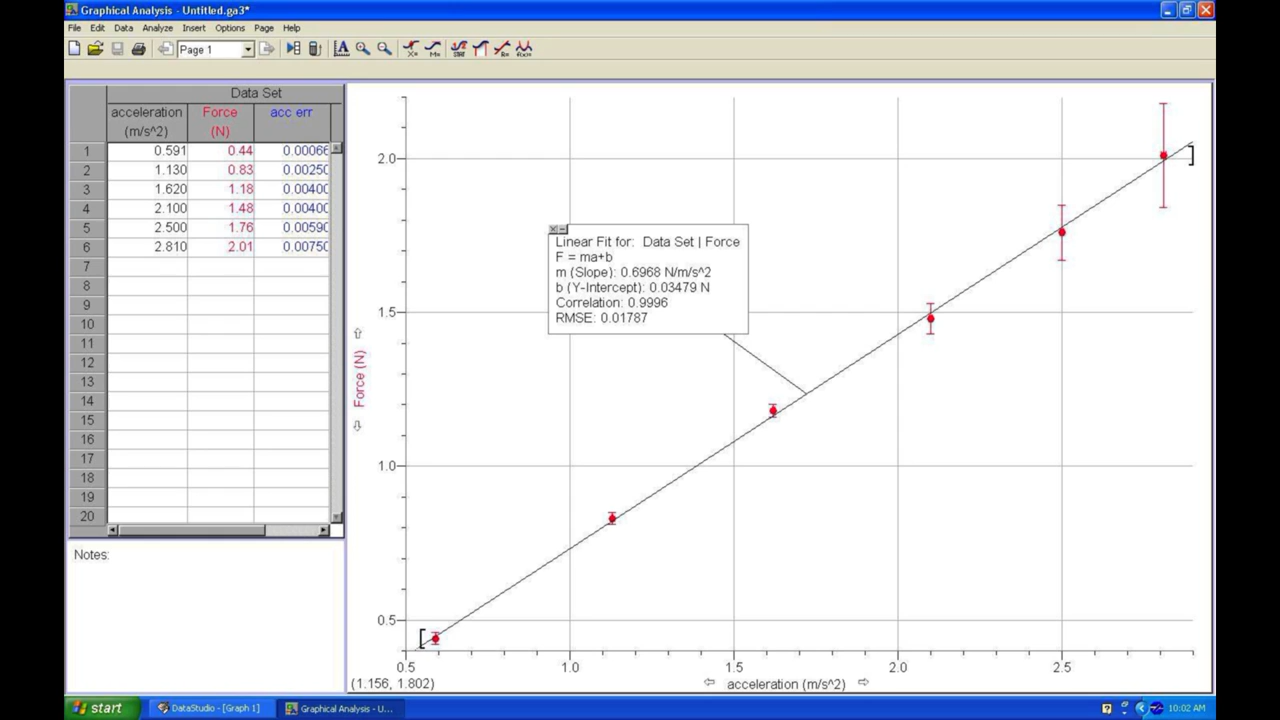 Graphical Analysis - Untitled.ga3*
File Edit Data Analyze Insert Options Page Help
Page 1
Data Set
acceleration Force acc err
(m/s^2) (N)
1 0.591 0.44 0.00066
2 1.130 0.83 0.00250
3 1.620 1.18 0.00400
4 2.100 1.48 0.00400
5 2.500 1.76 0.00590
6 2.810 2.01 0.00750
7
8
9
10
11
12
13
14
15
16
17
18
19
20
Notes:
2.0
1.5
1.0
0.5
Force (N)
Linear Fit for: Data Set | Force
F = ma+b
m (Slope): 0.6968 N/m/s^2
b (Y-Intercept): 0.03479 N
Correlation: 0.9996
RMSE: 0.01787
0.5 1.0 1.5 2.0 2.5
(1.156, 1.802)
acceleration (m/s^2)
start DataStudio - [Graph 1] Graphical Analysis - U... 10:02 AM